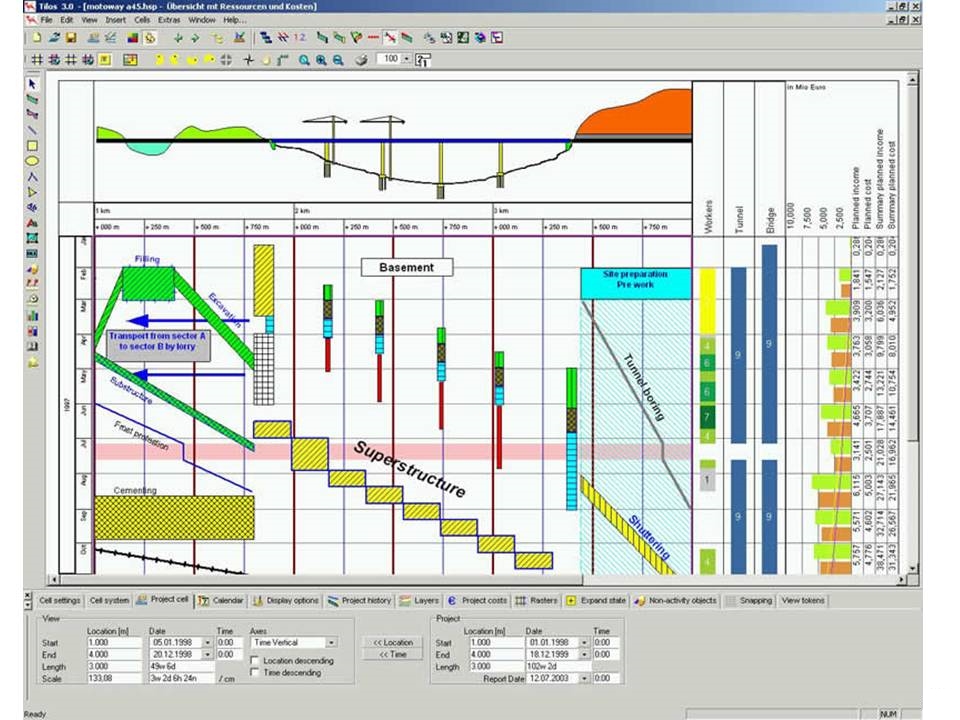 Tilos 3.0 - [motoway a45.hsp - Übersicht mt Ressourcen und Kosten]
File Edit View Insert Cells Extras Window Help...
1.2.
100
in Mio Euro
Workers
Tunnel
Bridge
10,000
7,500
5,000
2,500
Planned income
Planned cost
Summary planned income
Summary planned cost
1 km 2 km 3 km
+ 000 m + 250 m + 500 m + 750 m + 000 m + 250 m + 500 m + 750 m + 000 m + 250 m + 500 m + 750 m
1997
Feb
Mar
Apr
May
Jun
Jul
Aug
Sep
Oct
Filling
Excavation
Transport from sector A
to sector B by lorry
Substructure
Frost protection
Cementing
Basement
Superstructure
Site preparation
Pre work
Tunnel boring
Shuttering
4
6
6
7
4
1
4
9
9
9
9
1,841 1,547 2,127 1,752
3,909 3,200 6,036 4,952
3,763 3,058 9,799 8,010
3,422 2,744 13,221 10,754
4,665 3,707 17,887 14,461
3,141 2,501 21,028 16,962
6,115 5,003 27,143 21,965
5,571 4,602 32,714 26,567
5,757 4,776 38,471 31,343
Cell settings Cell system Project cell Calendar Display options Project history Layers Project costs Rasters Expand state Non-activity objects Snapping View tokens
View
Location [m] Date Time Axes
Start 1.000 05.01.1998 0:00 Time Vertical
End 4.000 20.12.1998 0:00
Length 3.000 49w 6d
Scale 133,08 3w 2d 6h 24n / cm
Location descending
Time descending
<< Location
<< Time
Project
Location [m] Date Time
Start 1.000 01.01.1998 0:00
End 4.000 18.12.1999 0:00
Length 3.000 102w 2d
Report Date 12.07.2003 0:00
Ready
NUM